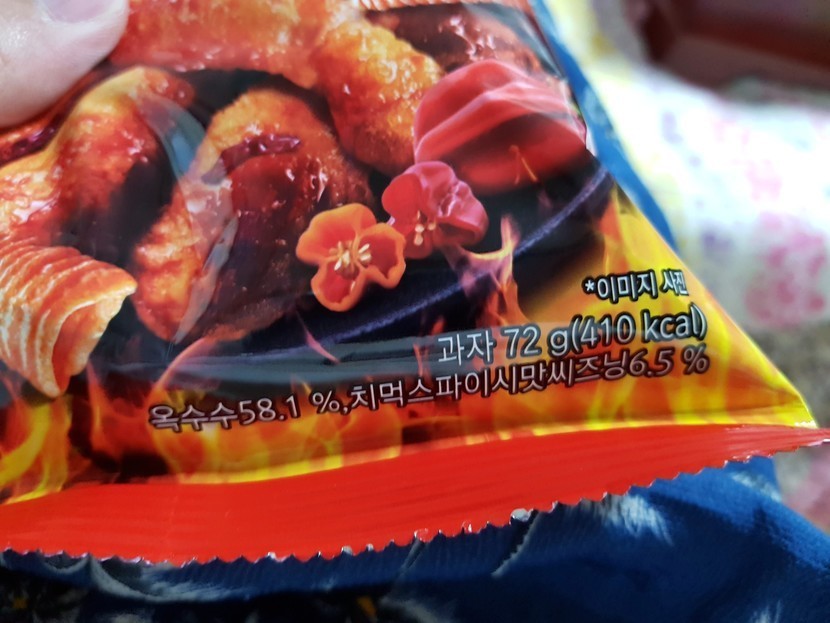 *이미지 사진
과자 72 g(410 kcal)
옥수수58.1 %,치먹스파이시맛씨즈닝6.5 %